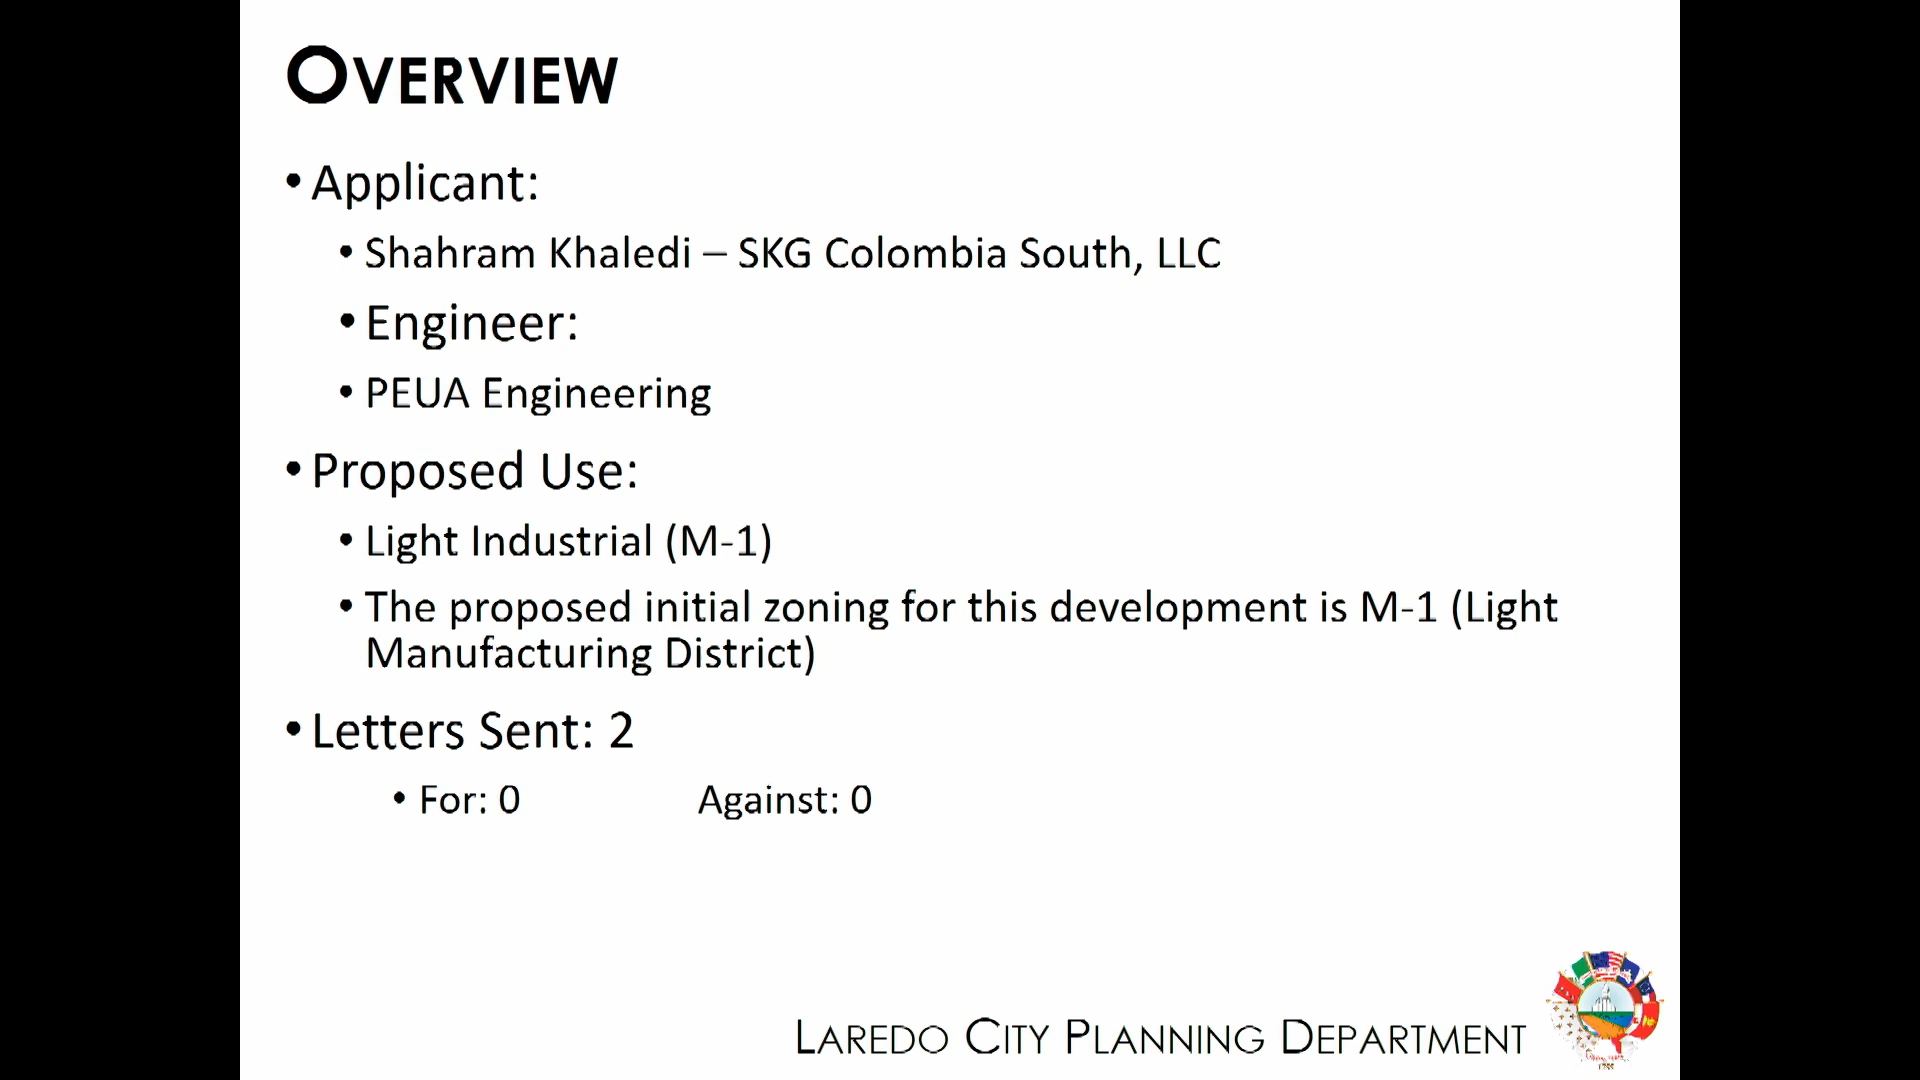 OVERVIEW
• Applicant:
• Shahram Khaledi – SKG Colombia South, LLC
• Engineer:
• PEUA Engineering
• Proposed Use:
• Light Industrial (M-1)
• The proposed initial zoning for this development is M-1 (Light
Manufacturing District)
• Letters Sent: 2
• For: 0 Against: 0
LAREDO CITY PLANNING DEPARTMENT